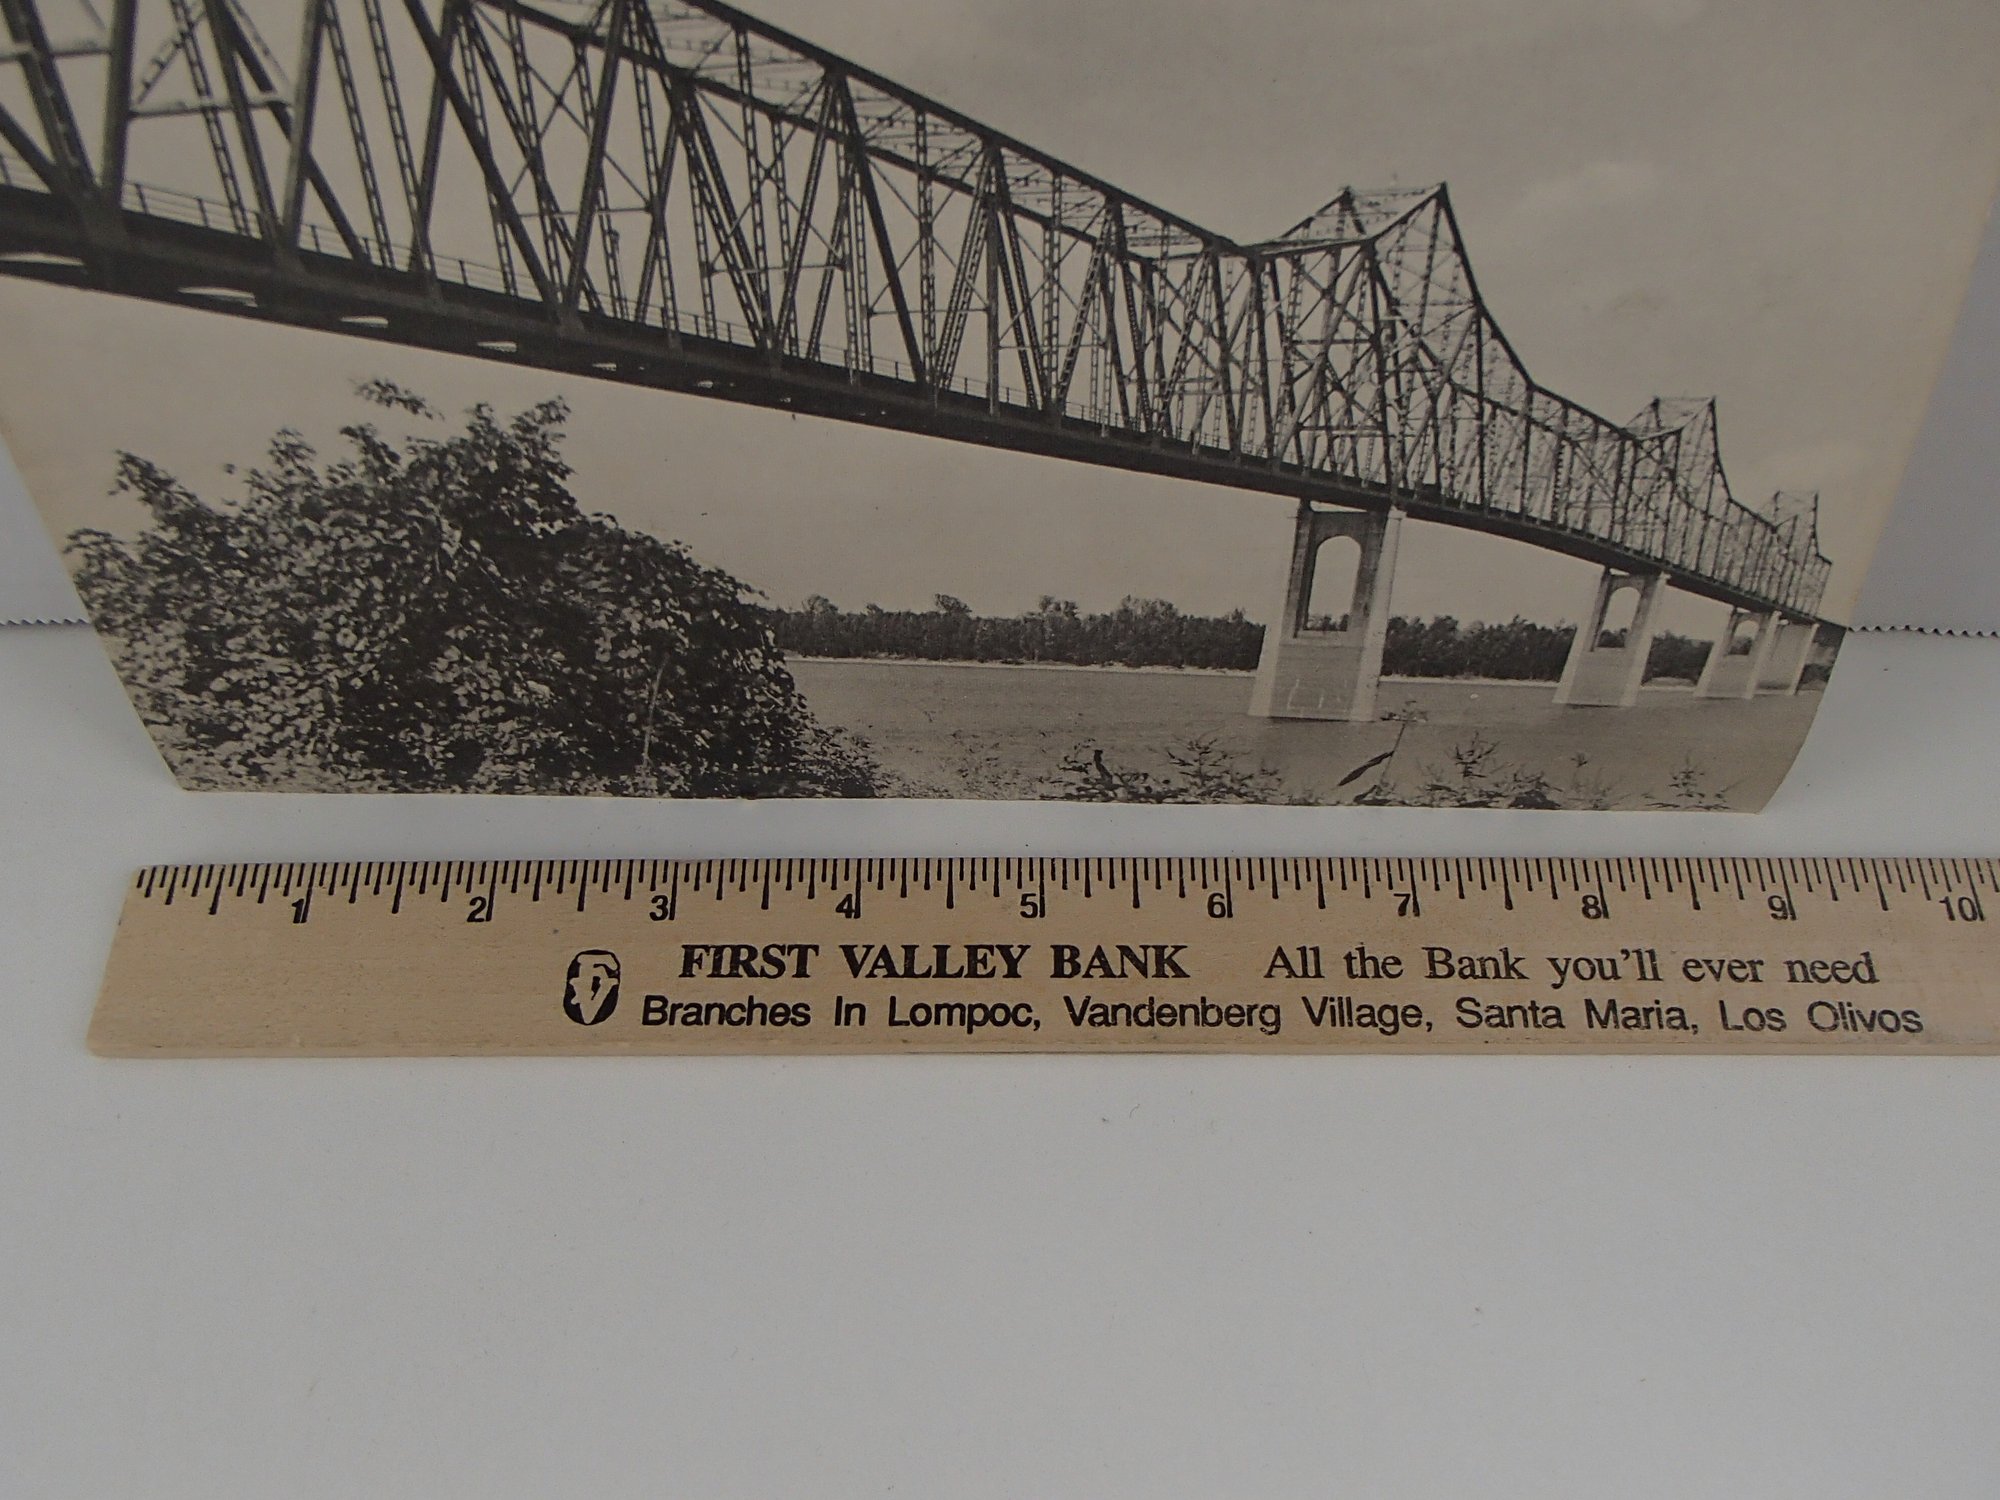 1 2 3 4 5 6 7 8 9 10
FIRST VALLEY BANK All the Bank you'll ever need
Branches In Lompoc, Vandenberg Village, Santa Maria, Los Olivos